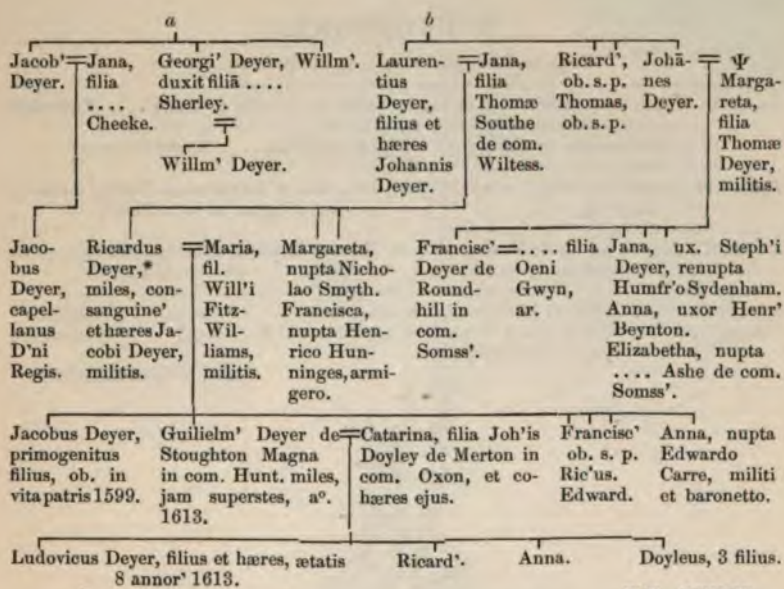 a b
Jacob' Deyer.
Jana, filia .... Cheeke.
Georgi' Deyer, duxit filiā .... Sherley.
Willm'.
Willm' Deyer.
Laurentius Deyer, filius et hæres Johannis Deyer.
Jana, filia Thomæ Southe de com. Wiltess.
Ricard', ob. s. p.
Thomas, ob. s. p.
Johānes Deyer.
Ψ Margareta, filia Thomæ Deyer, militis.
Jacobus Deyer, capellanus D'ni Regis.
Ricardus Deyer,* miles, consanguine' et hæres Jacobi Deyer, militis.
Maria, fil. Will'i Fitz-Williams, militis.
Margareta, nupta Nicholao Smyth.
Francisca, nupta Henrico Hunninges, armigero.
Francisc' Deyer de Roundhill in com. Somss'.
.... filia Oeni Gwyn, ar.
Jana, ux. Steph'i Deyer, renupta Humfr'o Sydenham.
Anna, uxor Henr' Beynton.
Elizabetha, nupta .... Ashe de com. Somss'.
Jacobus Deyer, primogenitus filius, ob. in vita patris 1599.
Guilielm' Deyer de Stoughton Magna in com. Hunt. miles, jam superstes, aº. 1613.
Catarina, filia Joh'is Doyley de Merton in com. Oxon, et cohæres ejus.
Francisc' ob. s. p.
Ric'us.
Edward.
Anna, nupta Edwardo Carre, militi et baronetto.
Ludovicus Deyer, filius et hæres, ætatis 8 annor' 1613.
Ricard'.
Anna.
Doyleus, 3 filius.